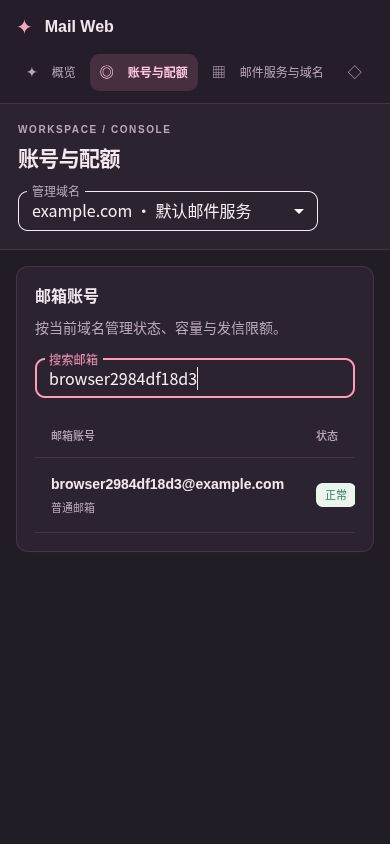 Mail Web
概览
账号与配额
邮件服务与域名
WORKSPACE / CONSOLE
账号与配额
管理域名
example.com · 默认邮件服务
邮箱账号
按当前域名管理状态、容量与发信限额。
搜索邮箱
browser2984df18d3
邮箱账号 状态
browser2984df18d3@example.com
普通邮箱
正常